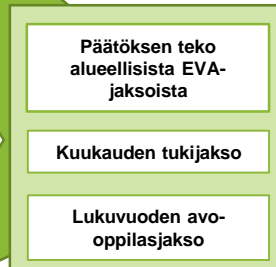 Päätöksen teko
alueellisista EVA-
jaksoista
Kuukauden tukijakso
Lukuvuoden avo-
oppilasjakso